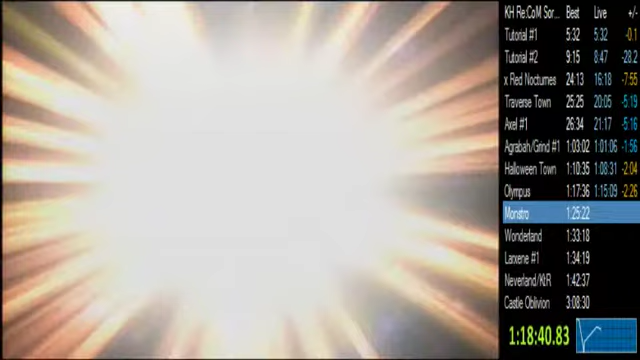 KH Re:CoM Sor... Best Live +/-
Tutorial #1 5:32 5:32 -0.1
Tutorial #2 9:15 8:47 -28.2
x Red Nocturnes 24:13 16:18 -7:55
Traverse Town 25:25 20:05 -5:19
Axel #1 26:34 21:17 -5:16
Agrabah/Grind #1 1:03:02 1:01:06 -1:56
Halloween Town 1:10:35 1:08:31 -2:04
Olympus 1:17:36 1:15:09 -2:26
Monstro 1:25:22
Wonderland 1:33:18
Larxene #1 1:34:19
Neverland/KtR 1:42:37
Castle Oblivion 3:08:30
1:18:40.83